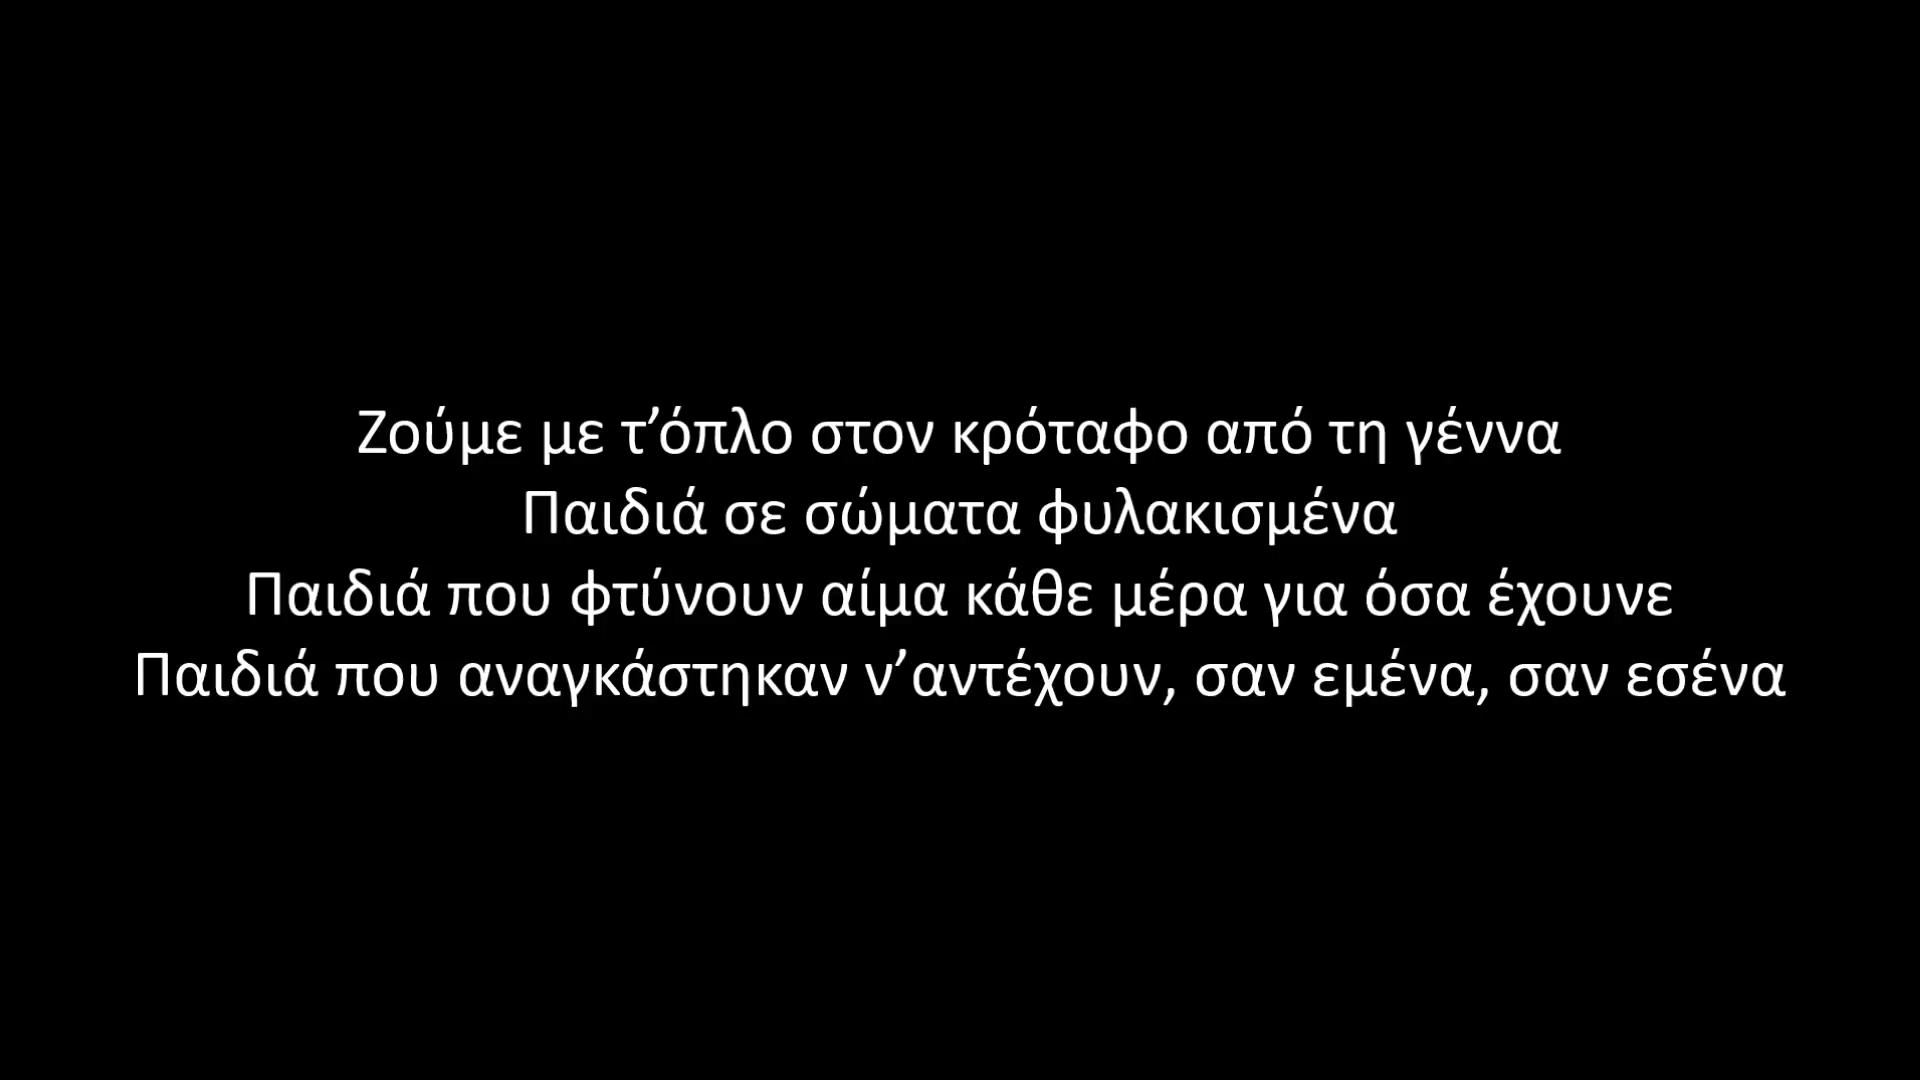 Ζούμε με τ’όπλο στον κρόταφο από τη γέννα
Παιδιά σε σώματα φυλακισμένα
Παιδιά που φτύνουν αίμα κάθε μέρα για όσα έχουνε
Παιδιά που αναγκάστηκαν ν’αντέχουν, σαν εμένα, σαν εσένα